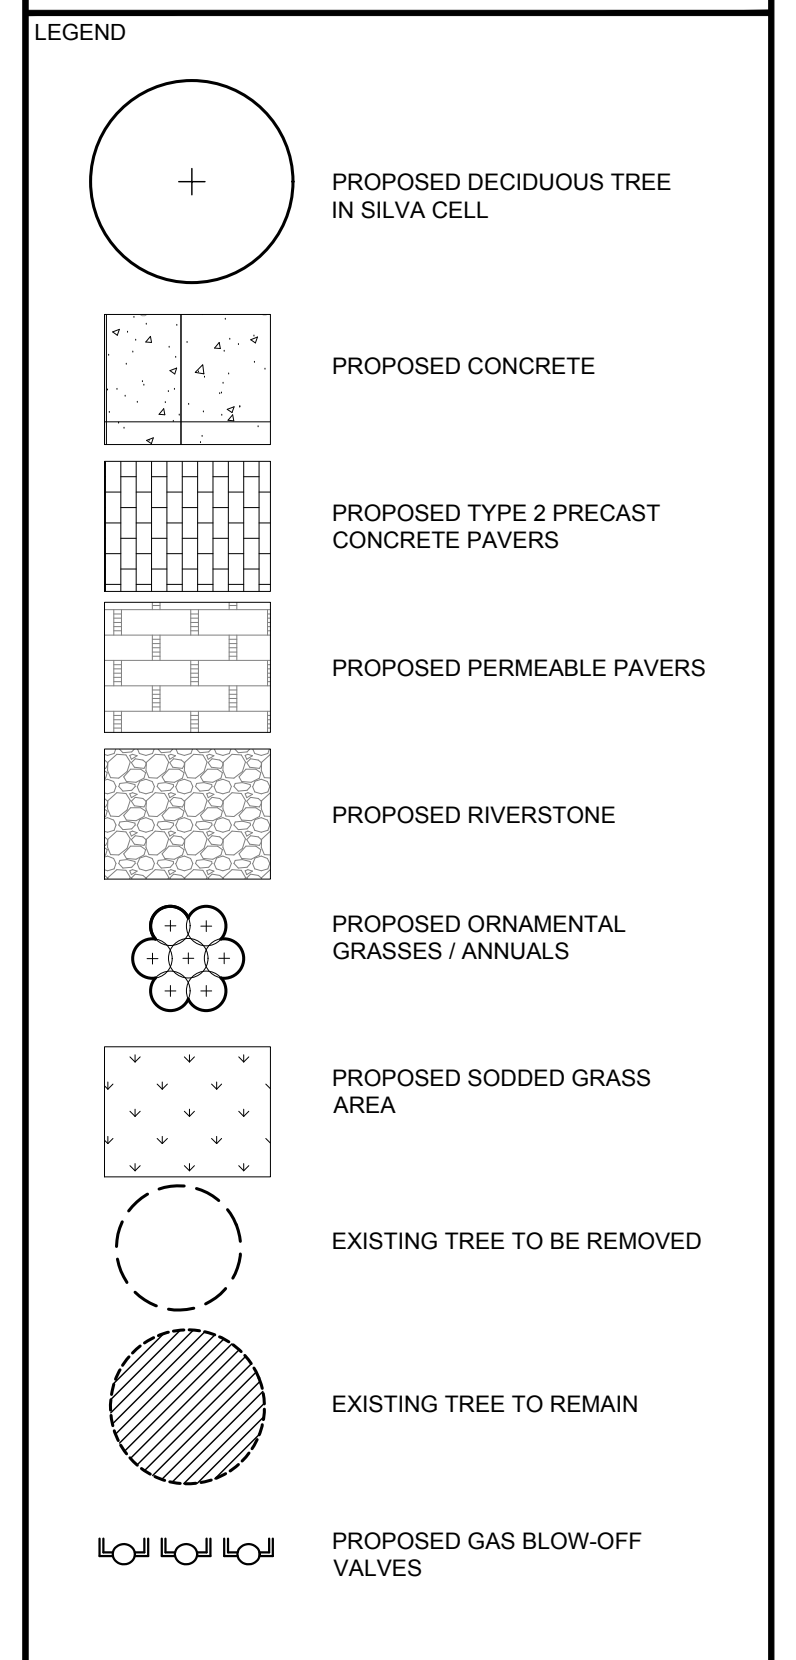 LEGEND
PROPOSED DECIDUOUS TREE
IN SILVA CELL
PROPOSED CONCRETE
PROPOSED TYPE 2 PRECAST
CONCRETE PAVERS
PROPOSED PERMEABLE PAVERS
PROPOSED RIVERSTONE
PROPOSED ORNAMENTAL
GRASSES / ANNUALS
PROPOSED SODDED GRASS
AREA
EXISTING TREE TO BE REMOVED
EXISTING TREE TO REMAIN
PROPOSED GAS BLOW-OFF
VALVES